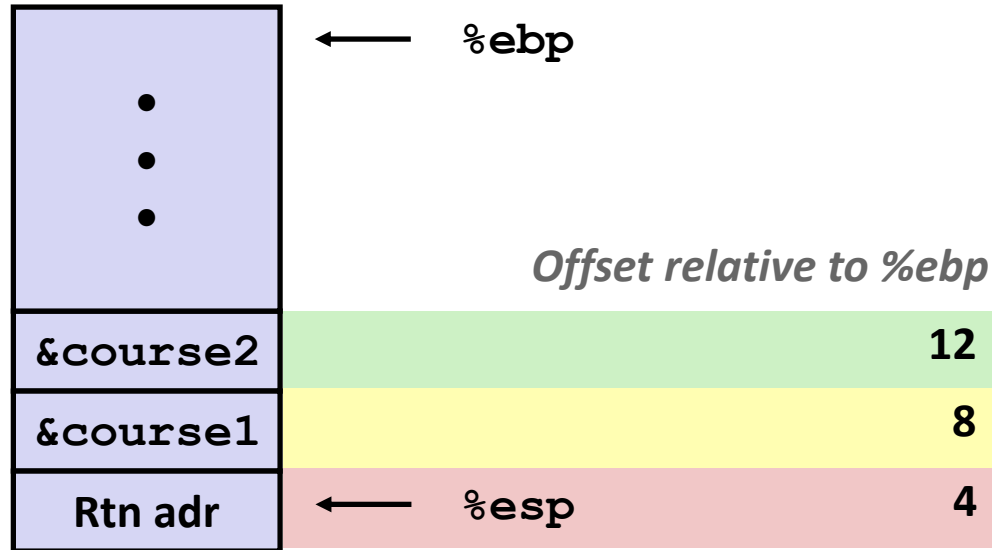 %ebp
Offset relative to %ebp
&course2 12
&course1 8
Rtn adr %esp 4